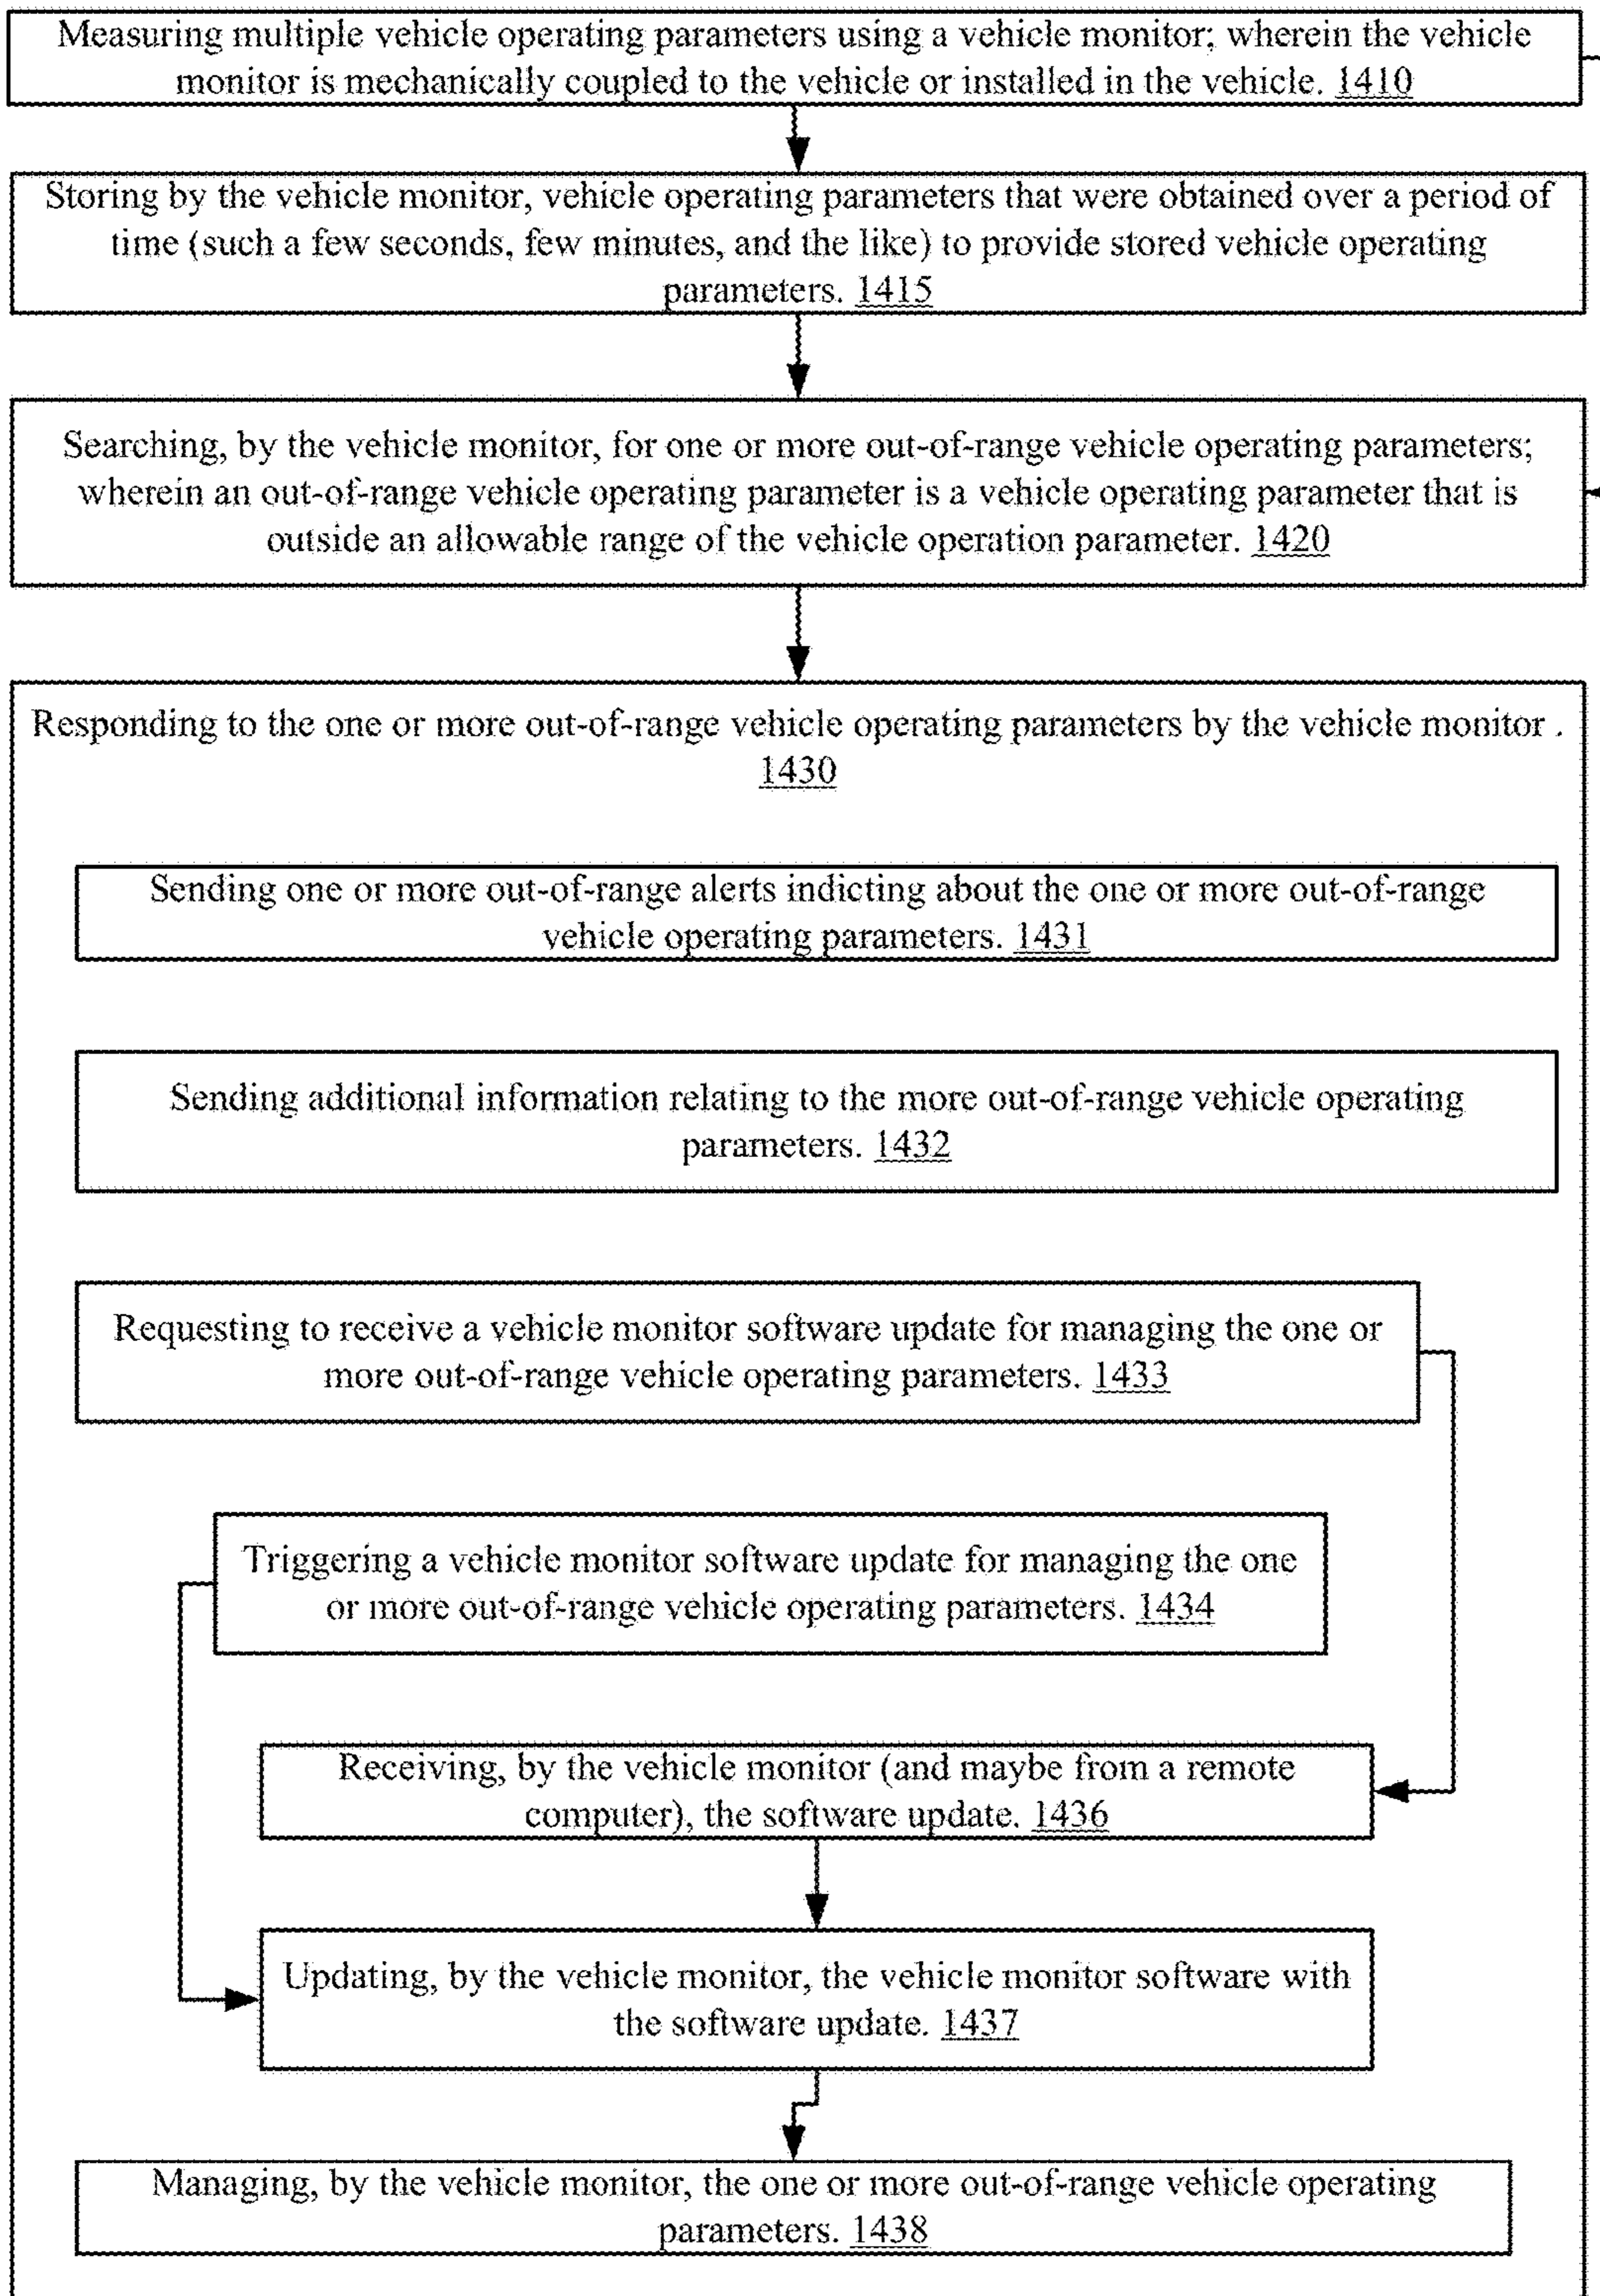 Measuring multiple vehicle operating parameters using a vehicle monitor; wherein the vehicle
monitor is mechanically coupled to the vehicle or installed in the vehicle. 1410
Storing by the vehicle monitor, vehicle operating parameters that were obtained over a period of
time (such a few seconds, few minutes, and the like) to provide stored vehicle operating
parameters. 1415
Searching, by the vehicle monitor, for one or more out-of-range vehicle operating parameters;
wherein an out-of-range vehicle operating parameter is a vehicle operating parameter that is
outside an allowable range of the vehicle operation parameter. 1420
Responding to the one or more out-of-range vehicle operating parameters by the vehicle monitor .
1430
Sending one or more out-of-range alerts indicting about the one or more out-of-range
vehicle operating parameters. 1431
Sending additional information relating to the more out-of-range vehicle operating
parameters. 1432
Requesting to receive a vehicle monitor software update for managing the one or
more out-of-range vehicle operating parameters. 1433
Triggering a vehicle monitor software update for managing the one
or more out-of-range vehicle operating parameters. 1434
Receiving, by the vehicle monitor (and maybe from a remote
computer), the software update. 1436
Updating, by the vehicle monitor, the vehicle monitor software with
the software update. 1437
Managing, by the vehicle monitor, the one or more out-of-range vehicle operating
parameters. 1438